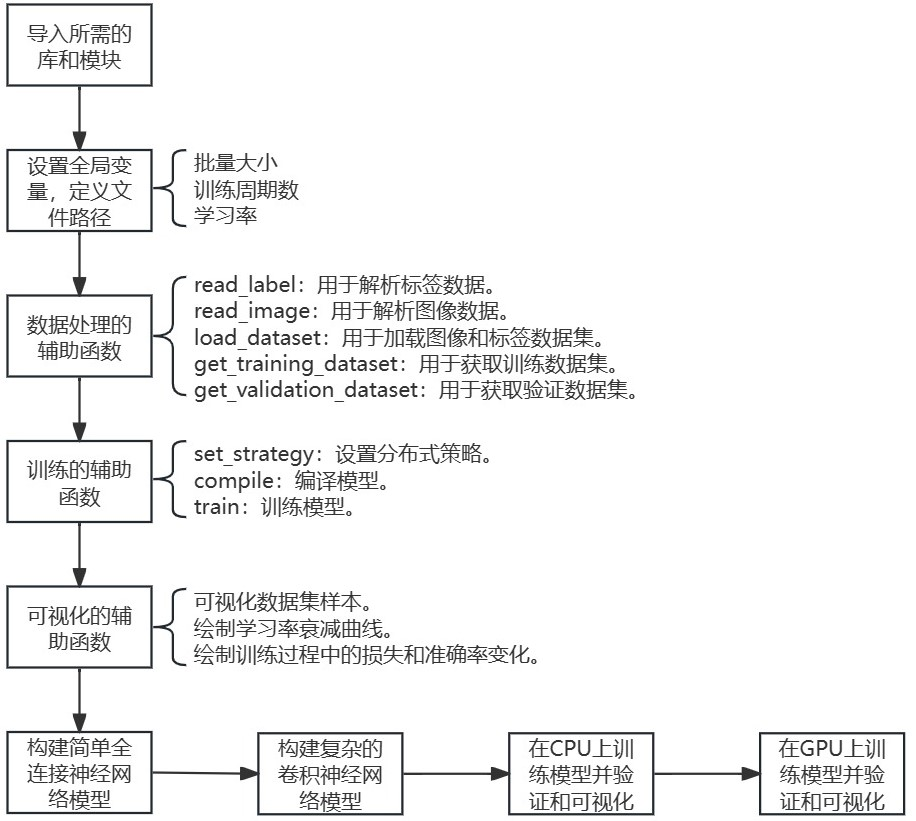 导入所需的
库和模块
设置全局变
量，定义文
件路径
批量大小
训练周期数
学习率
数据处理的
辅助函数
read_label：用于解析标签数据。
read_image：用于解析图像数据。
load_dataset：用于加载图像和标签数据集。
get_training_dataset：用于获取训练数据集。
get_validation_dataset：用于获取验证数据集。
训练的辅助
函数
set_strategy：设置分布式策略。
compile：编译模型。
train：训练模型。
可视化的辅
助函数
可视化数据集样本。
绘制学习率衰减曲线。
绘制训练过程中的损失和准确率变化。
构建简单全
连接神经网
络模型
构建复杂的
卷积神经网
络模型
在CPU上训
练模型并验
证和可视化
在GPU上训
练模型并验
证和可视化